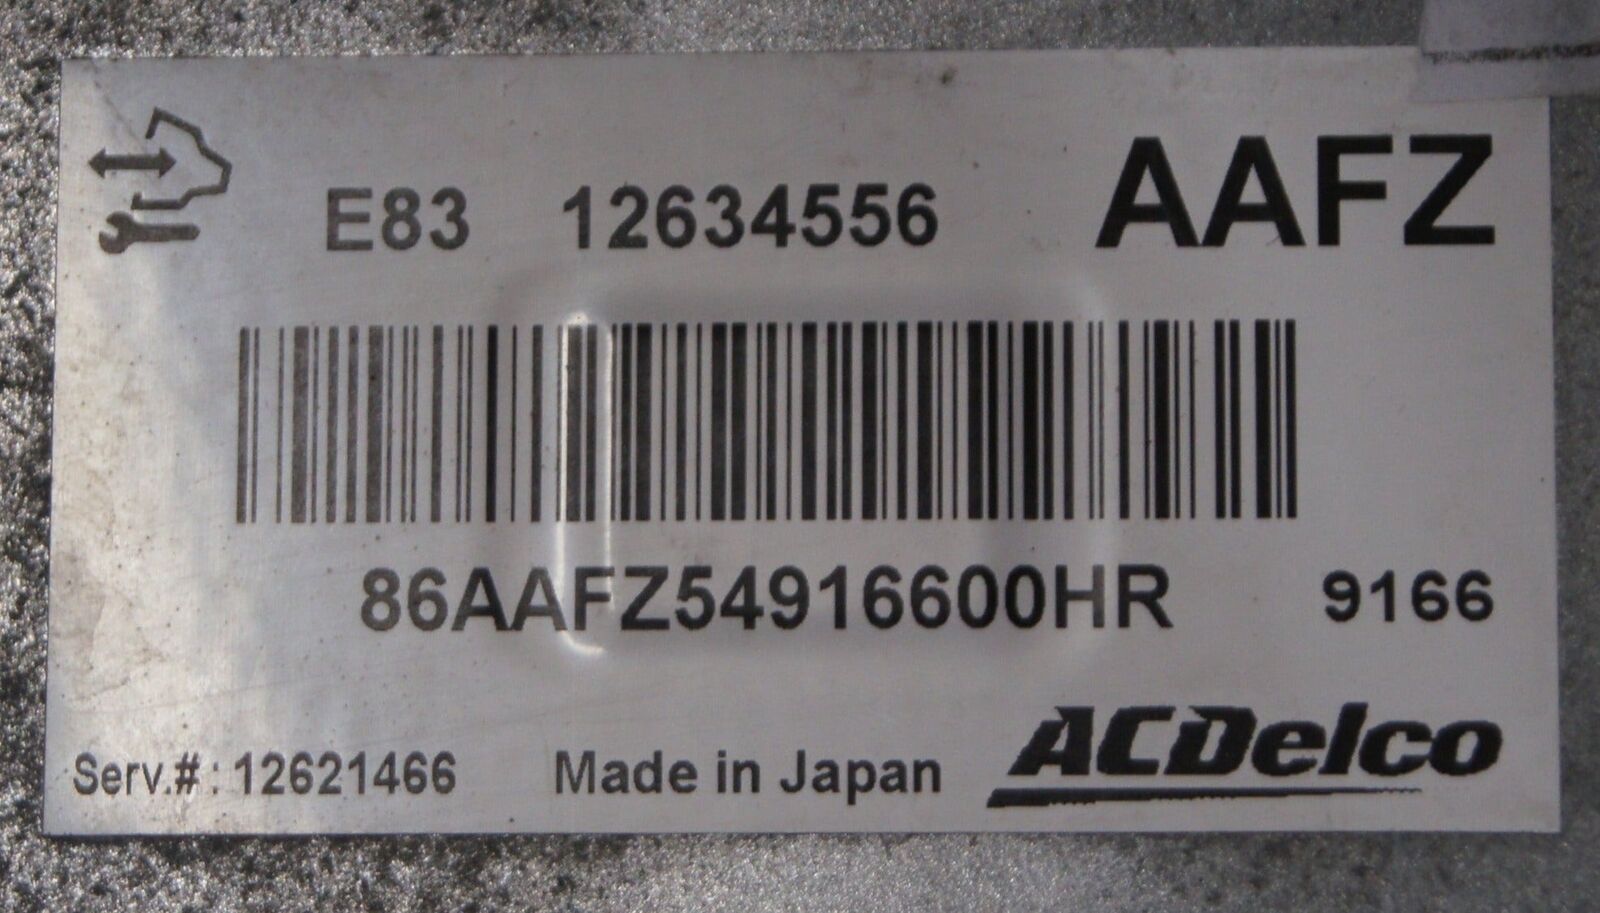 E83 12634556 AAFZ
86AAFZ54916600HR 9166
Serv.#: 12621466 Made in Japan ACDelco